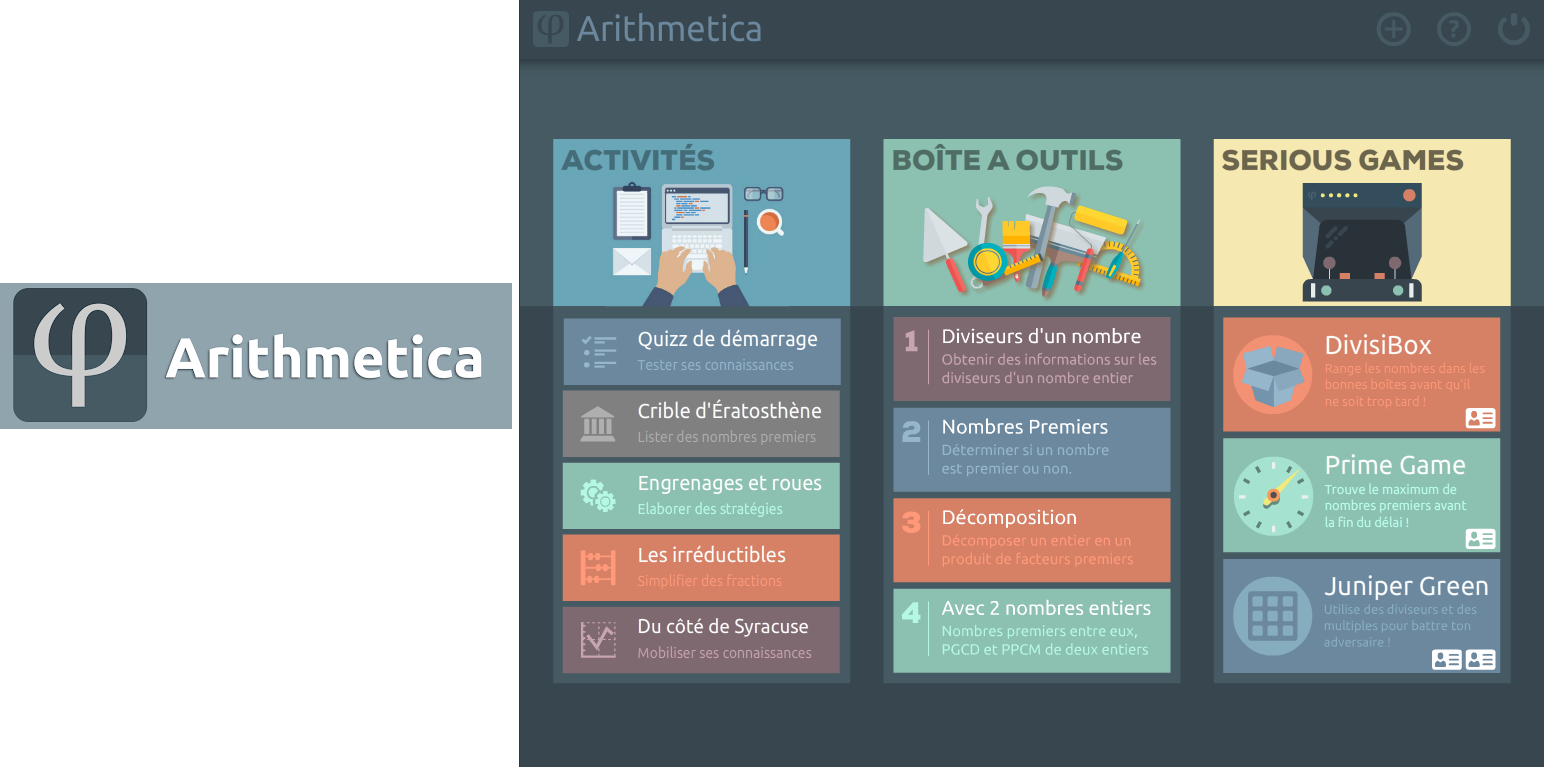 φ Arithmetica
φ Arithmetica
ACTIVITÉS
Quizz de démarrage
Tester ses connaissances
Crible d'Ératosthène
Lister des nombres premiers
Engrenages et roues
Elaborer des stratégies
Les irréductibles
Simplifier des fractions
Du côté de Syracuse
Mobiliser ses connaissances
BOÎTE A OUTILS
1 Diviseurs d'un nombre
Obtenir des informations sur les
diviseurs d'un nombre entier
2 Nombres Premiers
Déterminer si un nombre
est premier ou non.
3 Décomposition
Décomposer un entier en un
produit de facteurs premiers
4 Avec 2 nombres entiers
Nombres premiers entre eux,
PGCD et PPCM de deux entiers
SERIOUS GAMES
DivisiBox
Range les nombres dans les
bonnes boîtes avant qu'il
ne soit trop tard !
Prime Game
Trouve le maximum de
nombres premiers avant
la fin du délai !
Juniper Green
Utilise des diviseurs et des
multiples pour battre ton
adversaire !